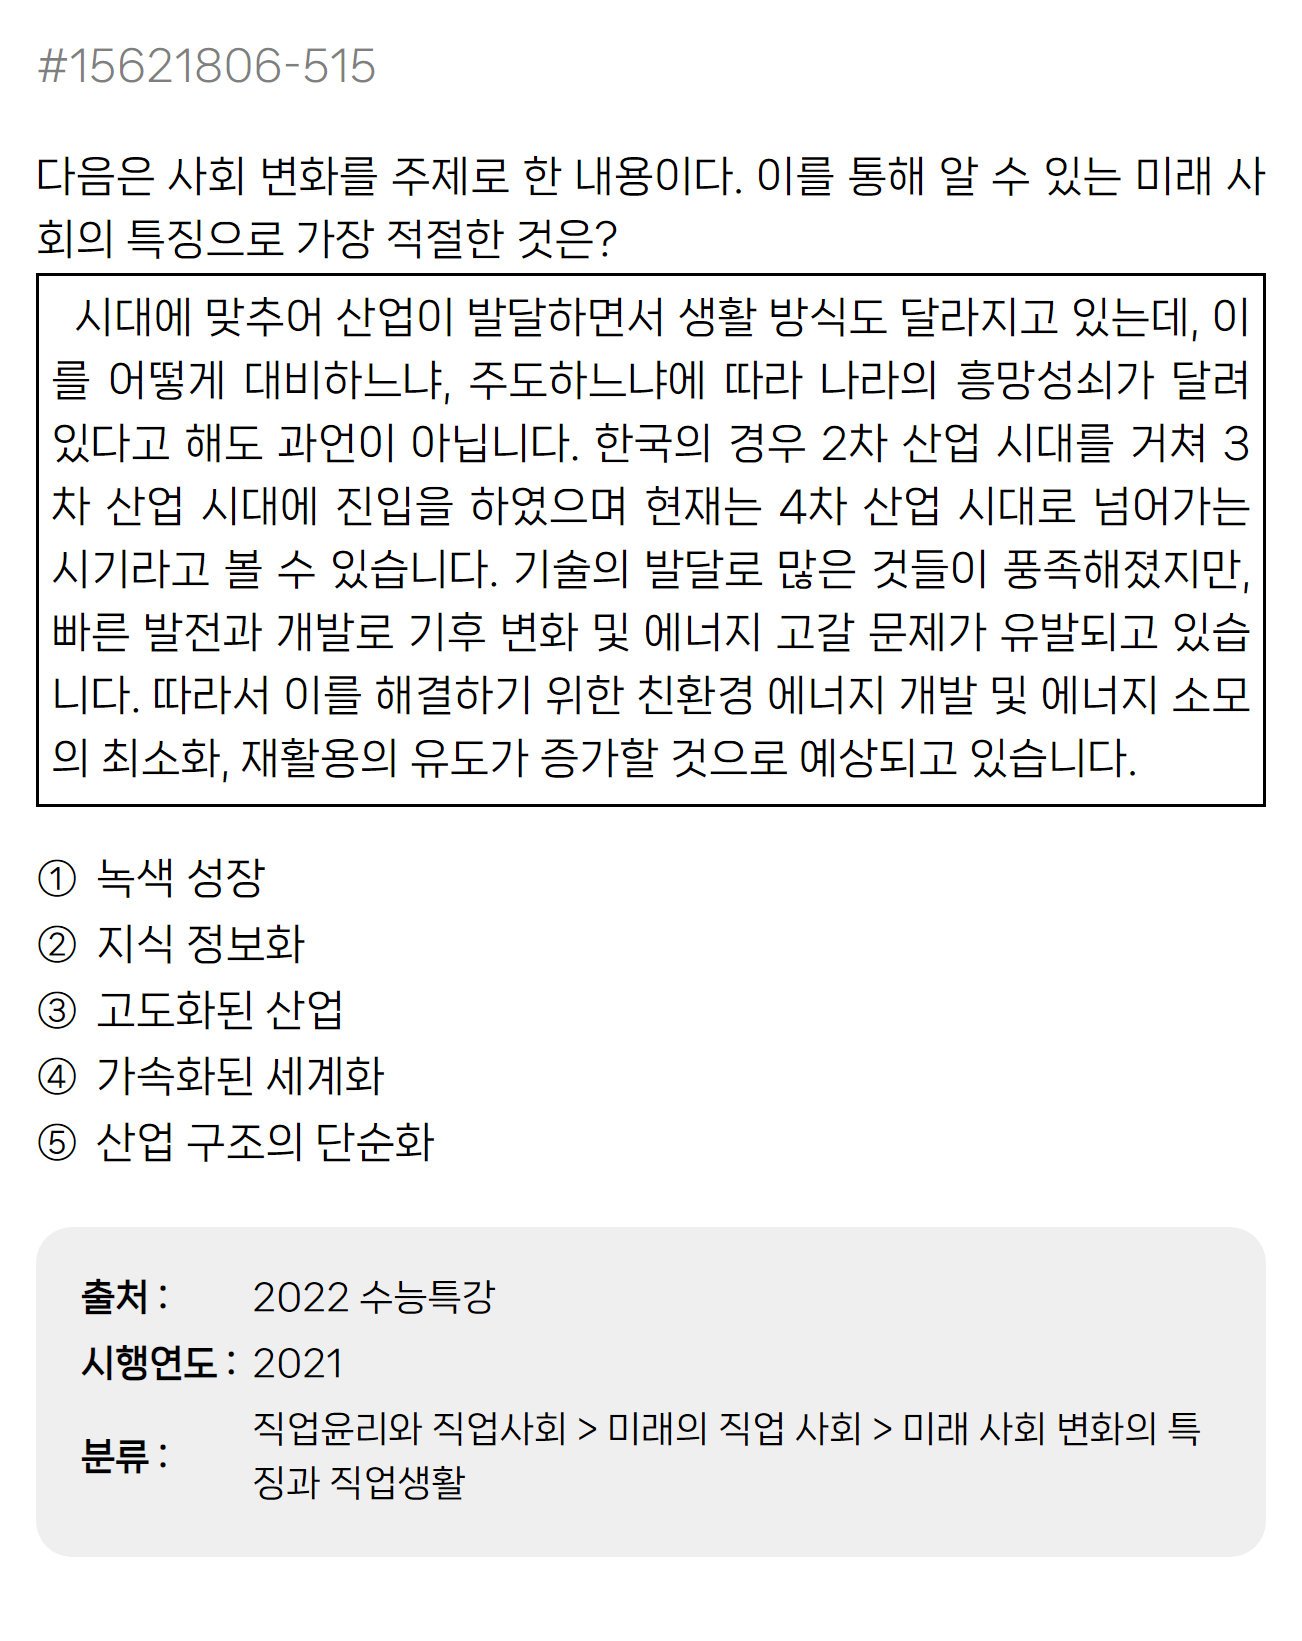 #15621806-515
다음은 사회 변화를 주제로 한 내용이다. 이를 통해 알 수 있는 미래 사
회의 특징으로 가장 적절한 것은?
시대에 맞추어 산업이 발달하면서 생활 방식도 달라지고 있는데, 이
를 어떻게 대비하느냐, 주도하느냐에 따라 나라의 흥망성쇠가 달려
있다고 해도 과언이 아닙니다. 한국의 경우 2차 산업 시대를 거쳐 3
차 산업 시대에 진입을 하였으며 현재는 4차 산업 시대로 넘어가는
시기라고 볼 수 있습니다. 기술의 발달로 많은 것들이 풍족해졌지만,
빠른 발전과 개발로 기후 변화 및 에너지 고갈 문제가 유발되고 있습
니다. 따라서 이를 해결하기 위한 친환경 에너지 개발 및 에너지 소모
의 최소화, 재활용의 유도가 증가할 것으로 예상되고 있습니다.
① 녹색 성장
② 지식 정보화
③ 고도화된 산업
④ 가속화된 세계화
⑤ 산업 구조의 단순화
출처 : 2022 수능특강
시행연도 : 2021
분류 : 직업윤리와 직업사회 > 미래의 직업 사회 > 미래 사회 변화의 특
징과 직업생활